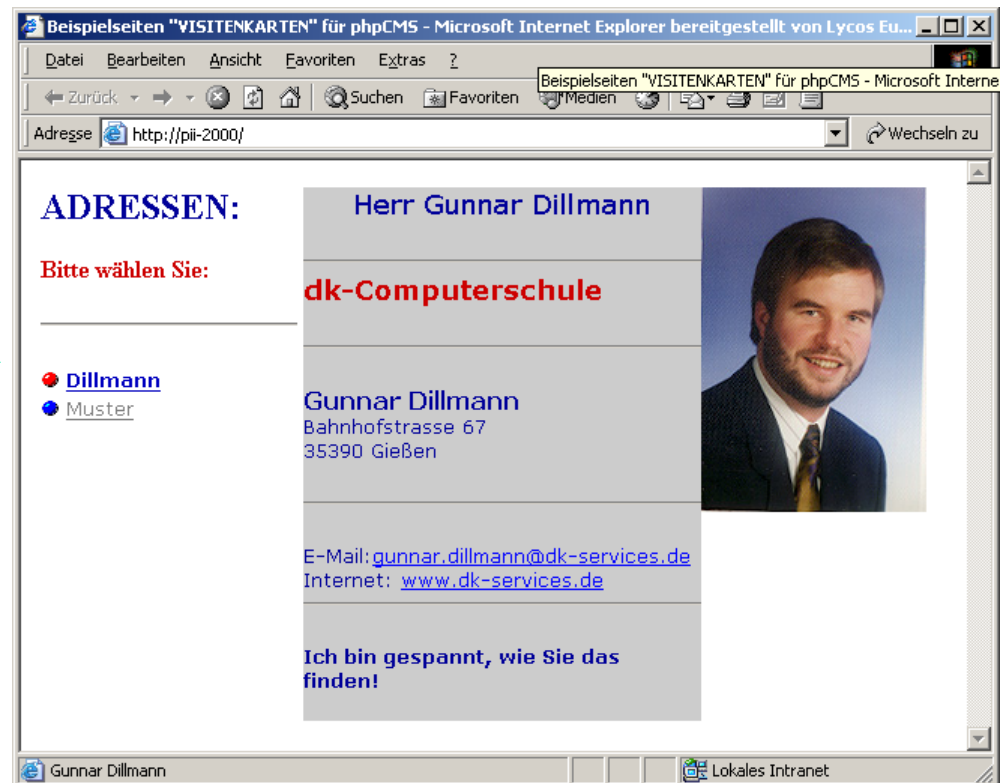 Beispielseiten "VISITENKARTEN" für phpCMS - Microsoft Internet Explorer bereitgestellt von Lycos Eu...
Datei Bearbeiten Ansicht Favoriten Extras ?
Beispielseiten "VISITENKARTEN" für phpCMS - Microsoft Interne
Zurück Suchen Favoriten Medien
Adresse http://pii-2000/ Wechseln zu
ADRESSEN:
Bitte wählen Sie:
Dillmann
Muster
Herr Gunnar Dillmann
dk-Computerschule
Gunnar Dillmann
Bahnhofstrasse 67
35390 Gießen
E-Mail: gunnar.dillmann@dk-services.de
Internet: www.dk-services.de
Ich bin gespannt, wie Sie das
finden!
Gunnar Dillmann Lokales Intranet